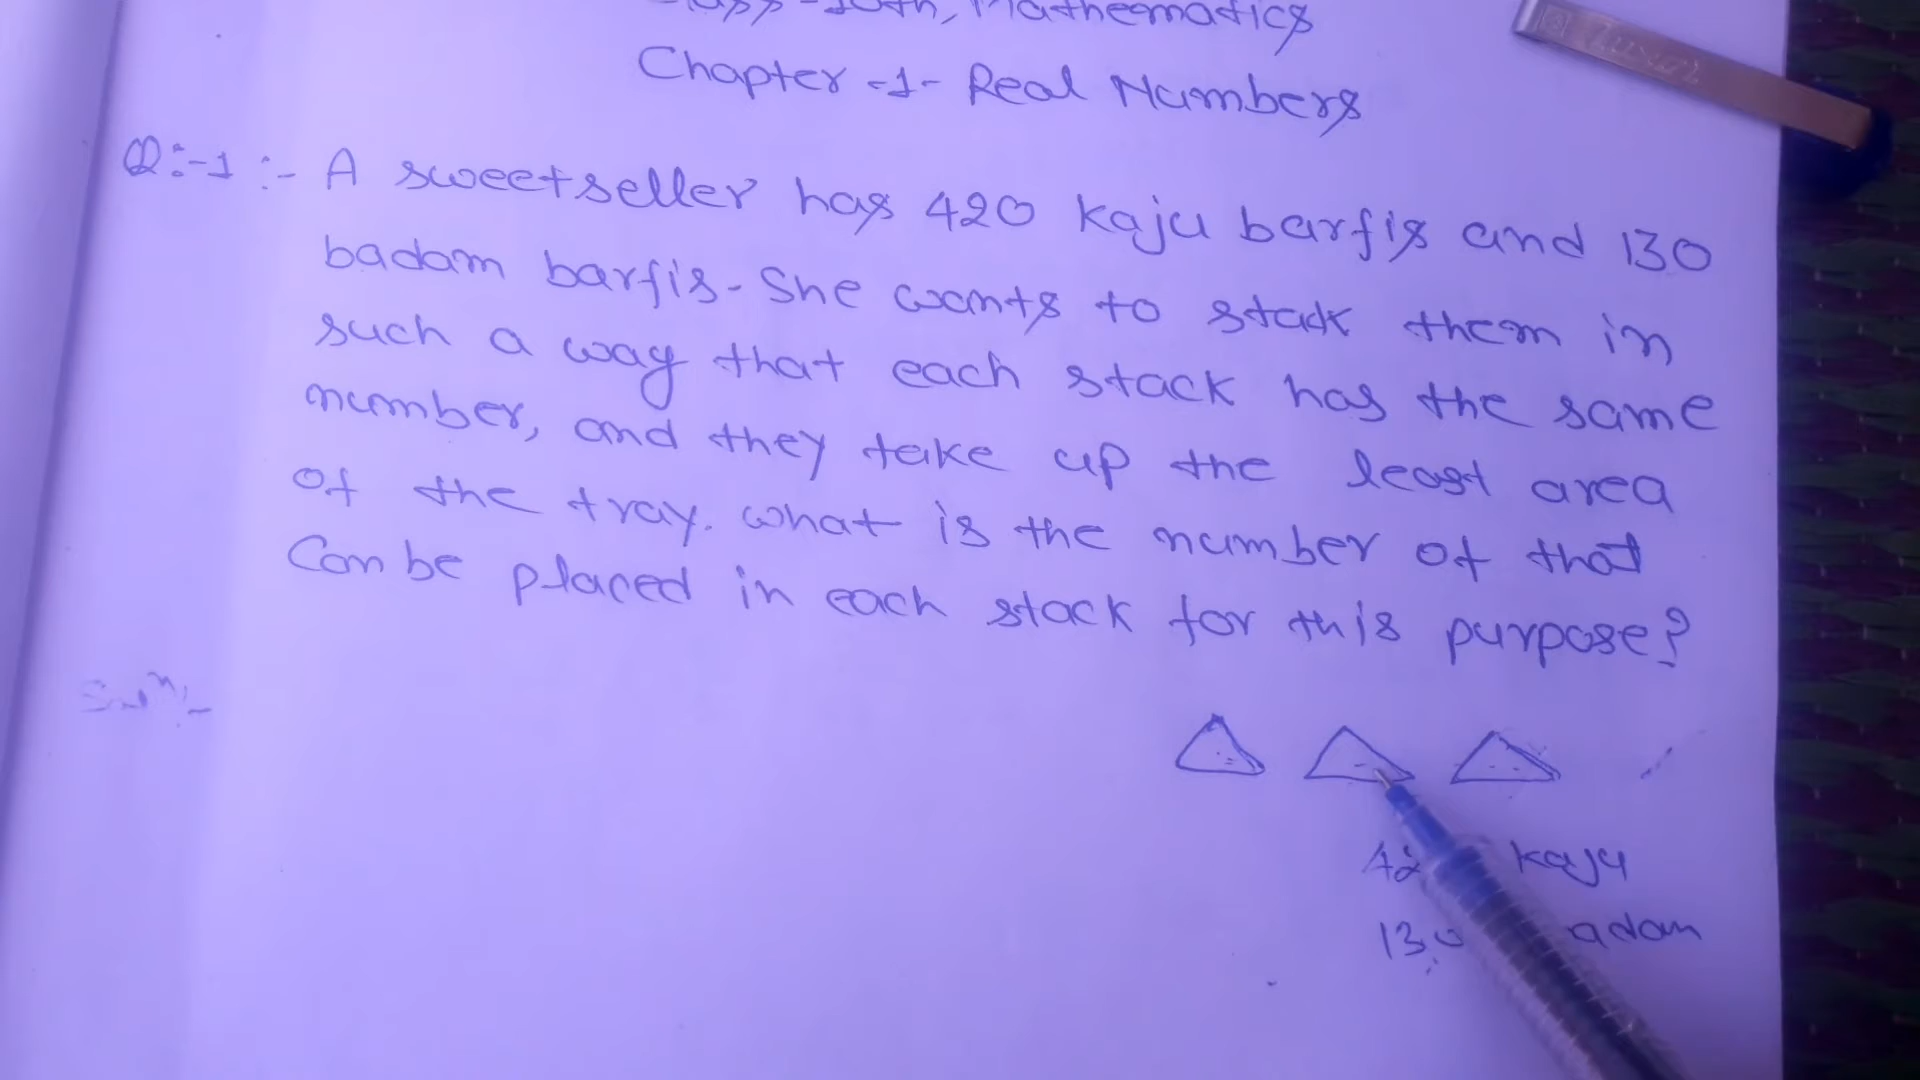 Mathematics
Chapter -1- Real Numbers
Q:-1 :- A sweetseller has 420 kaju barfis and 130
badam barfis. She wants to stack them in
such a way that each stack has the same
number, and they take up the least area
of the tray. what is the number of that
Can be placed in each stack for this purpose?
Kaju
130